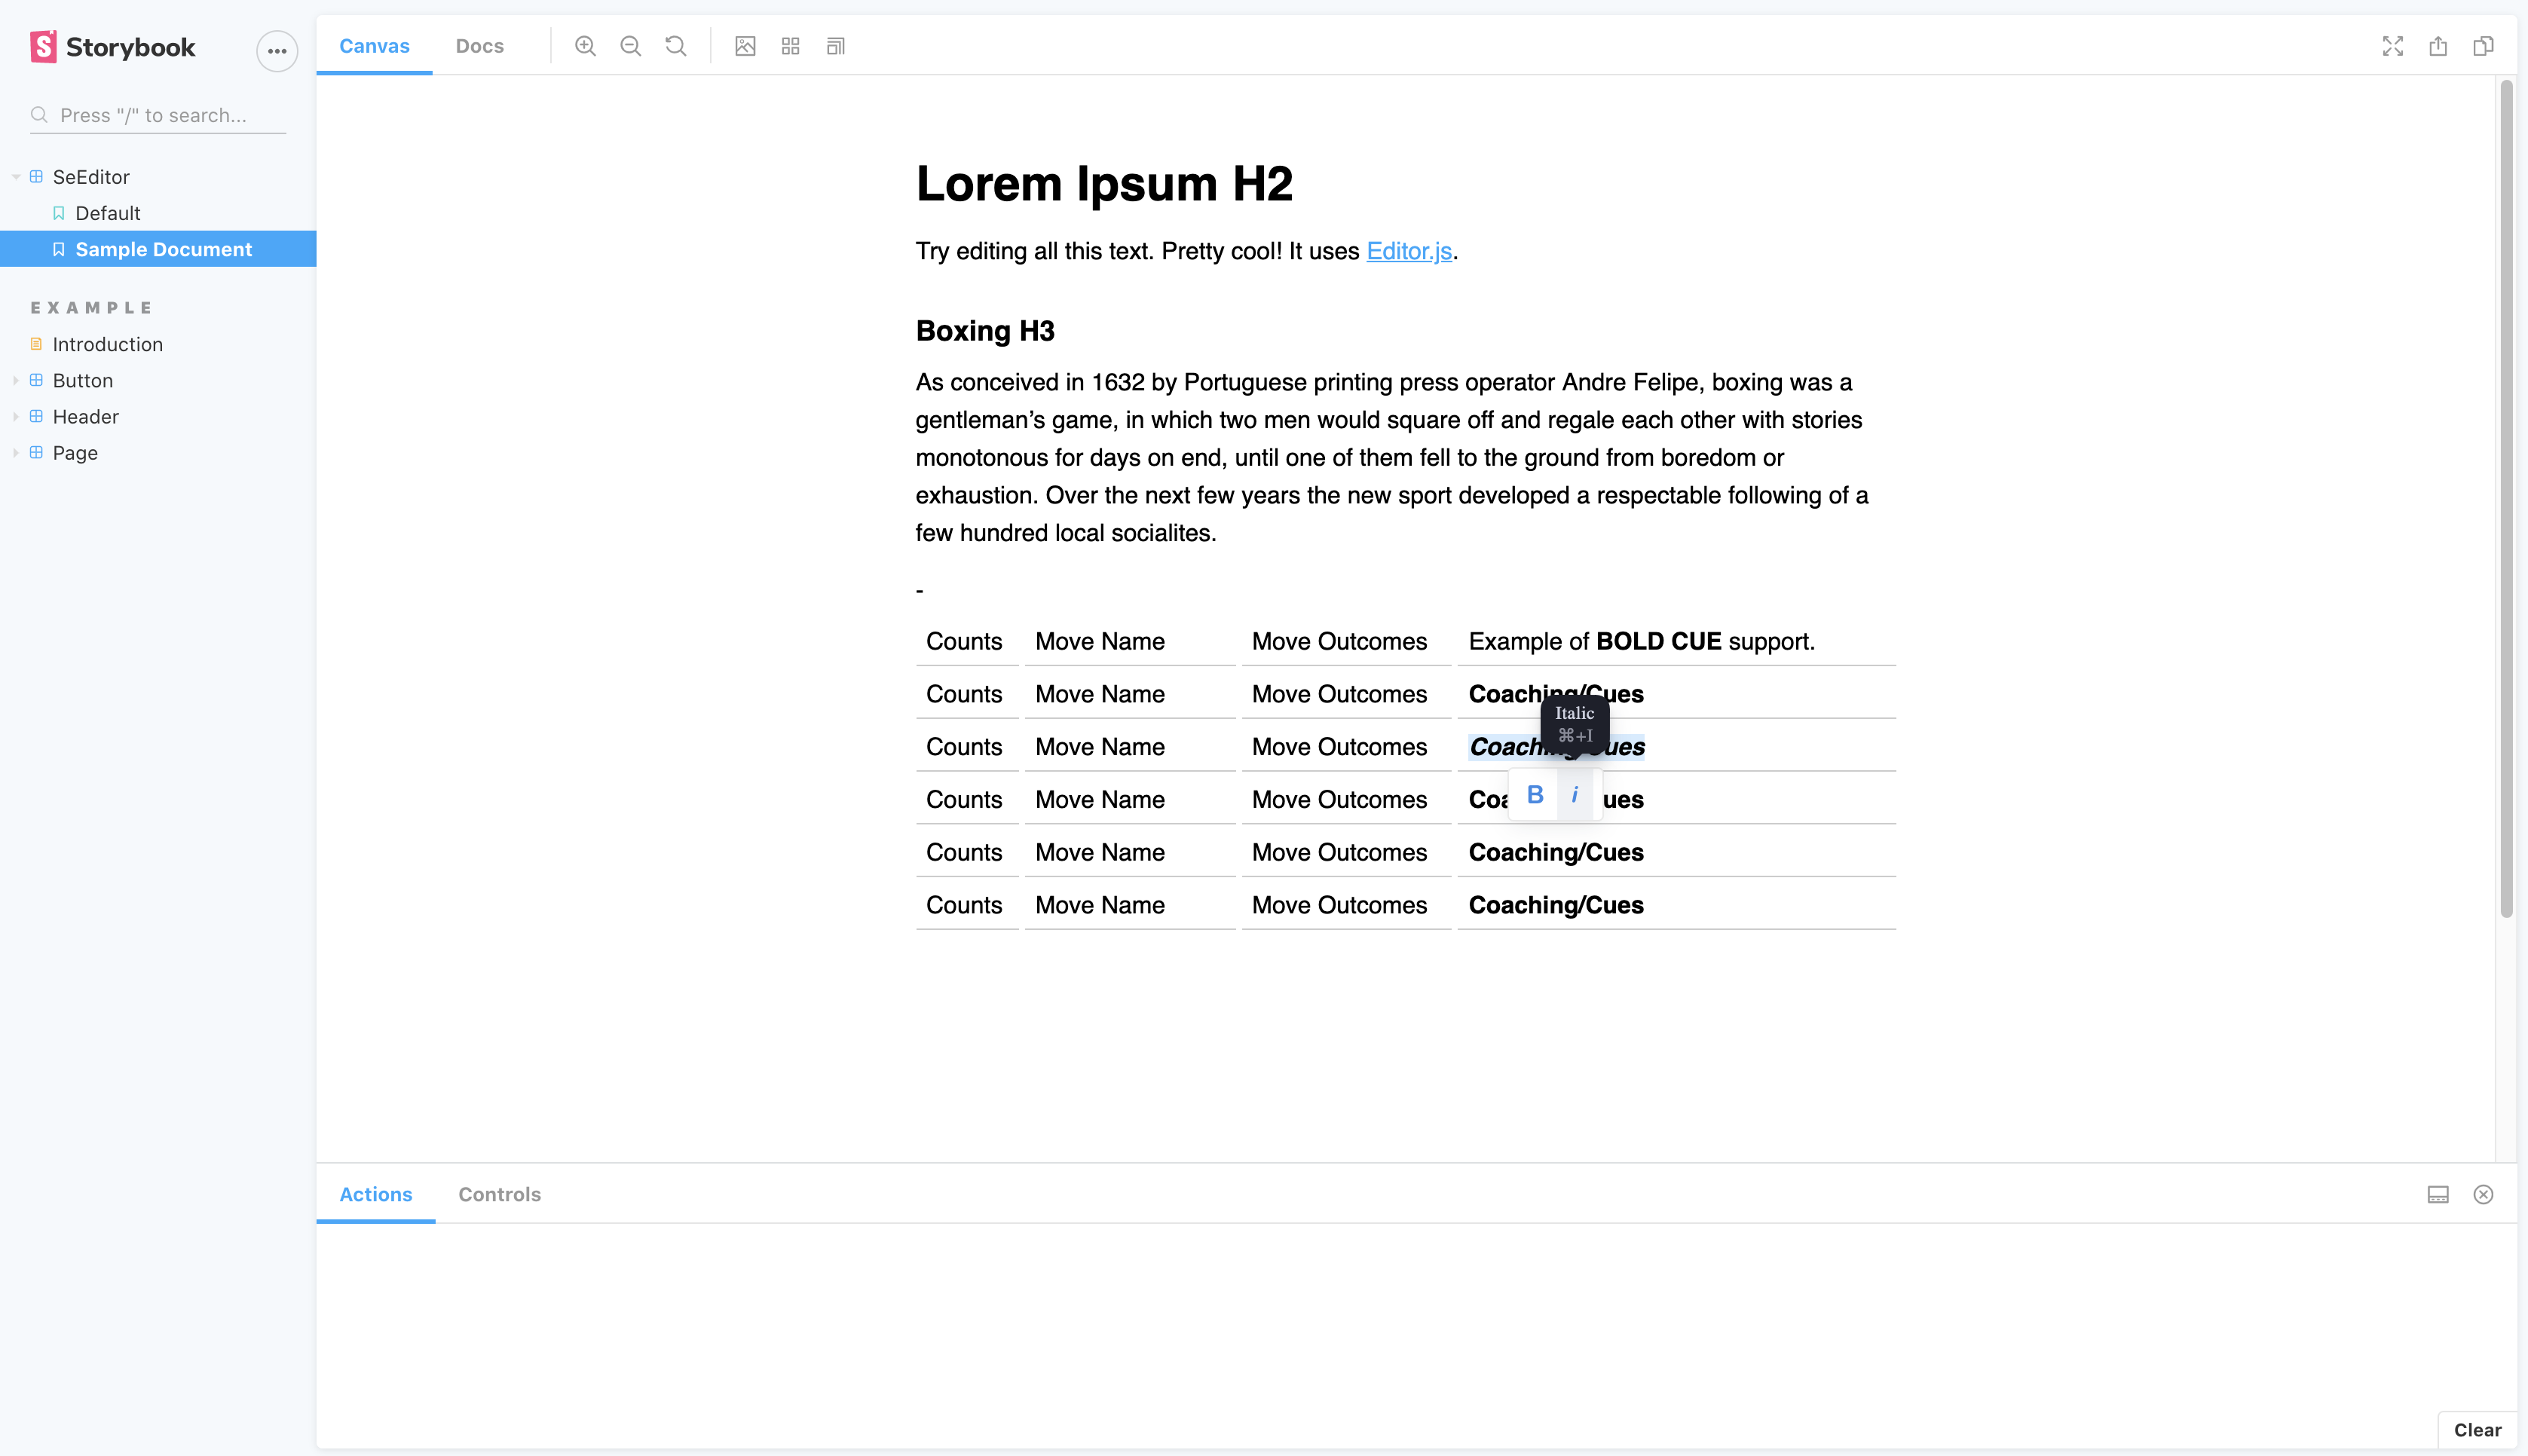 Storybook
Press "/" to search...
SeEditor
Default
Sample Document
EXAMPLE
Introduction
Button
Header
Page
Canvas Docs
Lorem Ipsum H2
Try editing all this text. Pretty cool! It uses Editor.js.
Boxing H3
As conceived in 1632 by Portuguese printing press operator Andre Felipe, boxing was a
gentleman’s game, in which two men would square off and regale each other with stories
monotonous for days on end, until one of them fell to the ground from boredom or
exhaustion. Over the next few years the new sport developed a respectable following of a
few hundred local socialites.
-
Counts Move Name Move Outcomes Example of BOLD CUE support.
Counts Move Name Move Outcomes Coaching/Cues
Italic
⌘+I
Counts Move Name Move Outcomes Coaching/Cues
B i
Counts Move Name Move Outcomes Coaching/Cues
Counts Move Name Move Outcomes Coaching/Cues
Counts Move Name Move Outcomes Coaching/Cues
Actions Controls
Clear